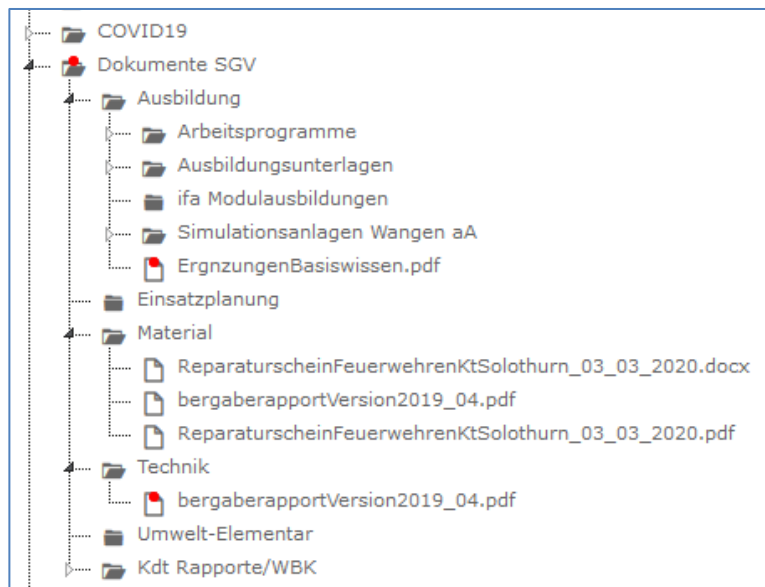 COVID19
Dokumente SGV
Ausbildung
Arbeitsprogramme
Ausbildungsunterlagen
ifa Modulausbildungen
Simulationsanlagen Wangen aA
ErgnzungenBasiswissen.pdf
Einsatzplanung
Material
ReparaturscheinFeuerwehrenKtSolothurn_03_03_2020.docx
bergaberapportVersion2019_04.pdf
ReparaturscheinFeuerwehrenKtSolothurn_03_03_2020.pdf
Technik
bergaberapportVersion2019_04.pdf
Umwelt-Elementar
Kdt Rapporte/WBK